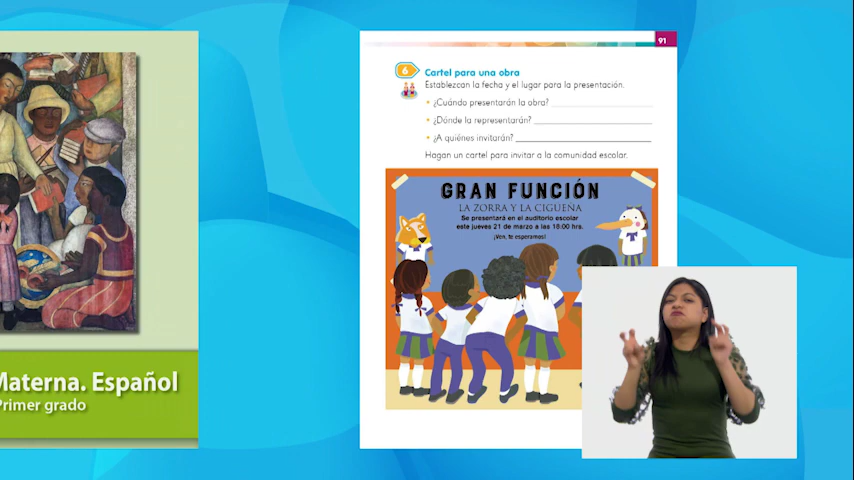 Materna. Español
Primer grado
91
6
Cartel para una obra
Establezcan la fecha y el lugar para la presentación.
• ¿Cuándo presentarán la obra?
• ¿Dónde la representarán?
• ¿A quiénes invitarán?
Hagan un cartel para invitar a la comunidad escolar.
GRAN FUNCIÓN
LA ZORRA Y LA CIGÜEÑA
Se presentará en el auditorio escolar
este jueves 21 de marzo a las 18:00 hrs.
¡Ven, te esperamos!